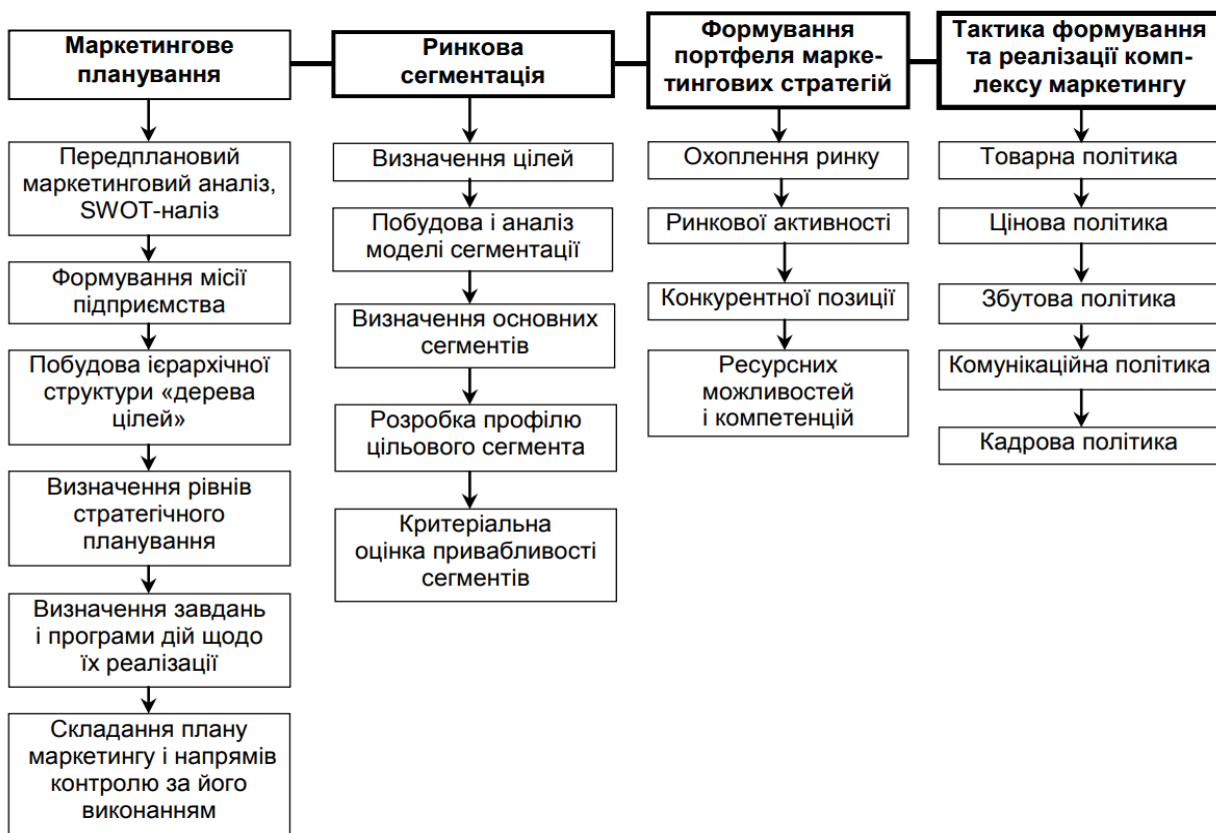 Маркетингове
планування
Передплановий
маркетинговий аналіз,
SWOT-наліз
Формування місії
підприємства
Побудова ієрархічної
структури «дерева
цілей»
Визначення рівнів
стратегічного
планування
Визначення завдань
і програми дій щодо
їх реалізації
Складання плану
маркетингу і напрямів
контролю за його
виконанням
Ринкова
сегментація
Визначення цілей
Побудова і аналіз
моделі сегментації
Визначення основних
сегментів
Розробка профілю
цільового сегмента
Критеріальна
оцінка привабливості
сегментів
Формування
портфеля марке-
тингових стратегій
Охоплення ринку
Ринкової активності
Конкурентної позиції
Ресурсних
можливостей
і компетенцій
Тактика формування
та реалізації комп-
лексу маркетингу
Товарна політика
Цінова політика
Збутова політика
Комунікаційна політика
Кадрова політика